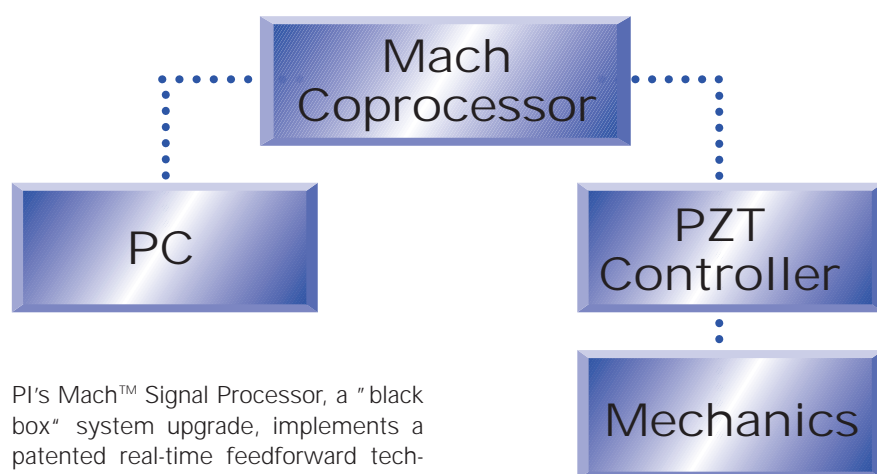 Mach
Coprocessor
PC
PZT
Controller
Mechanics
PI's Mach™ Signal Processor, a "black
box" system upgrade, implements a
patented real-time feedforward tech-